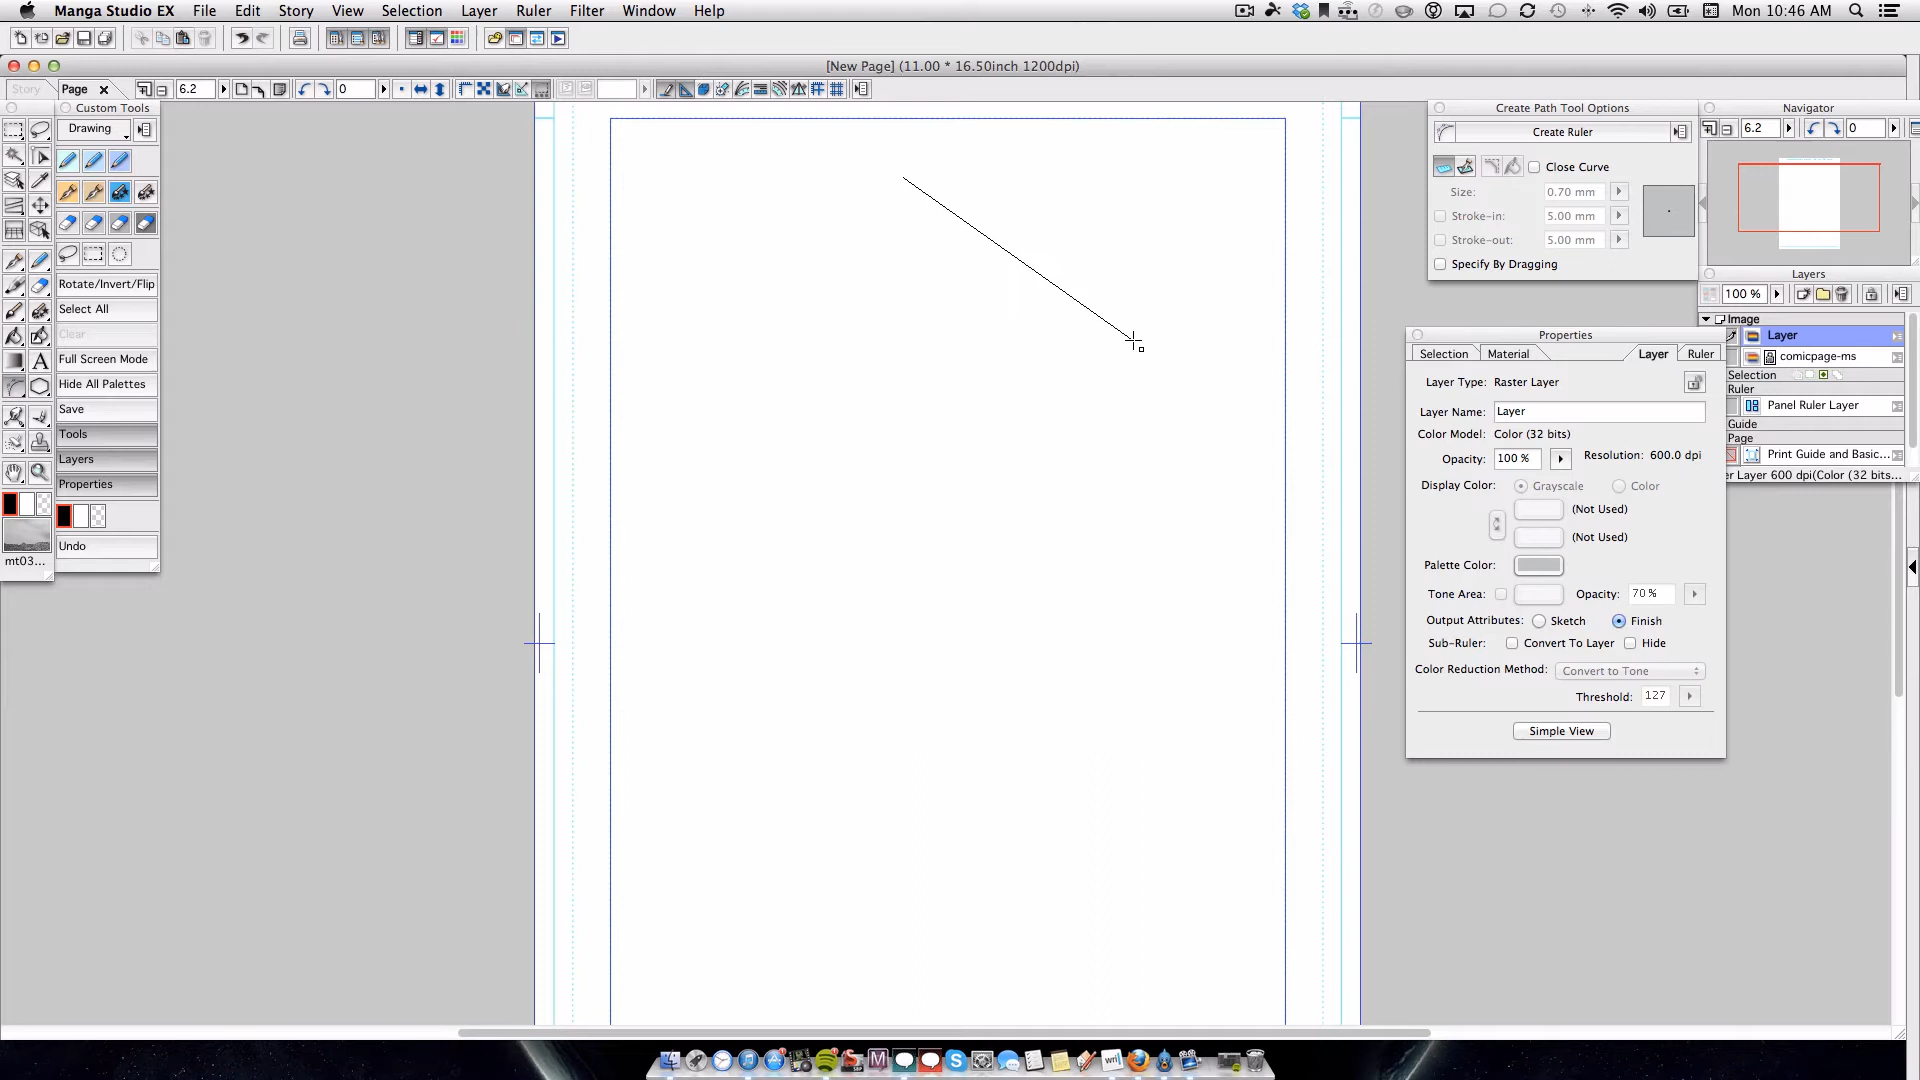 Manga Studio EX File Edit Story View Selection Layer Ruler Filter Window Help Mon 10:46 AM
[New Page] (11.00 * 16.50inch 1200dpi)
Story Page 6.2 0
Custom Tools
Drawing
Rotate/Invert/Flip
Select All
Clear
Full Screen Mode
Hide All Palettes
Save
Tools
Layers
Properties
Undo
mt03...
Create Path Tool Options
Create Ruler
Close Curve
Size: 0.70 mm
Stroke-in: 5.00 mm
Stroke-out: 5.00 mm
Specify By Dragging
Navigator
6.2 0
Layers
100 %
Image
Layer
comicpage-ms
Selection
Ruler
Panel Ruler Layer
Guide
Page
Print Guide and Basic...
er Layer 600 dpi(Color (32 bits...
Properties
Selection Material Layer Ruler
Layer Type: Raster Layer
Layer Name: Layer
Color Model: Color (32 bits)
Opacity: 100 % Resolution: 600.0 dpi
Display Color: Grayscale Color
(Not Used)
(Not Used)
Palette Color:
Tone Area: Opacity: 70 %
Output Attributes: Sketch Finish
Sub-Ruler: Convert To Layer Hide
Color Reduction Method: Convert to Tone
Threshold: 127
Simple View